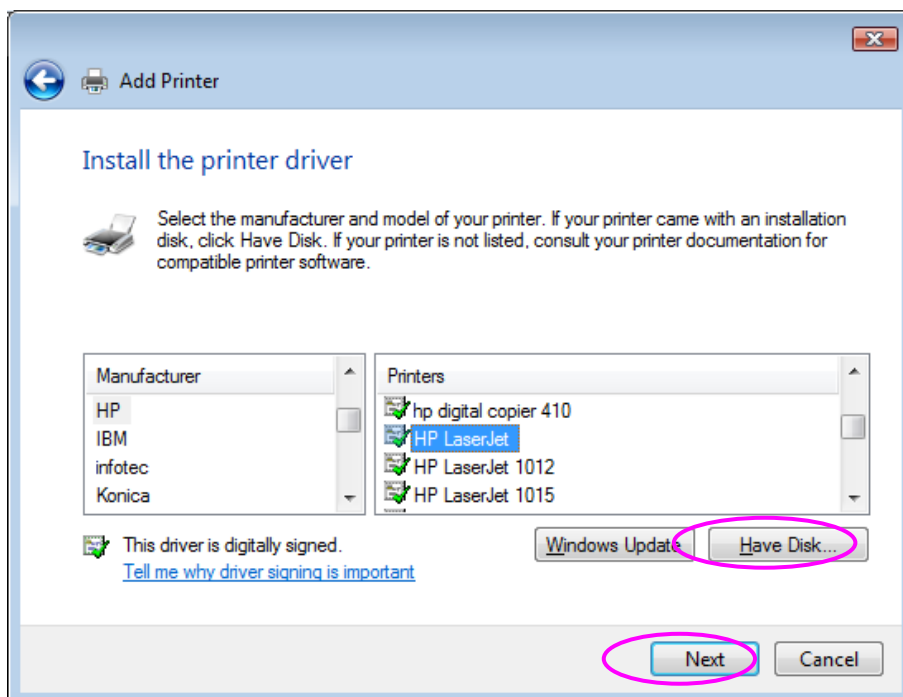 Add Printer
Install the printer driver
Select the manufacturer and model of your printer. If your printer came with an installation
disk, click Have Disk. If your printer is not listed, consult your printer documentation for
compatible printer software.
Manufacturer
HP
IBM
infotec
Konica
Printers
hp digital copier 410
HP LaserJet
HP LaserJet 1012
HP LaserJet 1015
This driver is digitally signed.
Tell me why driver signing is important
Windows Update
Have Disk...
Next
Cancel